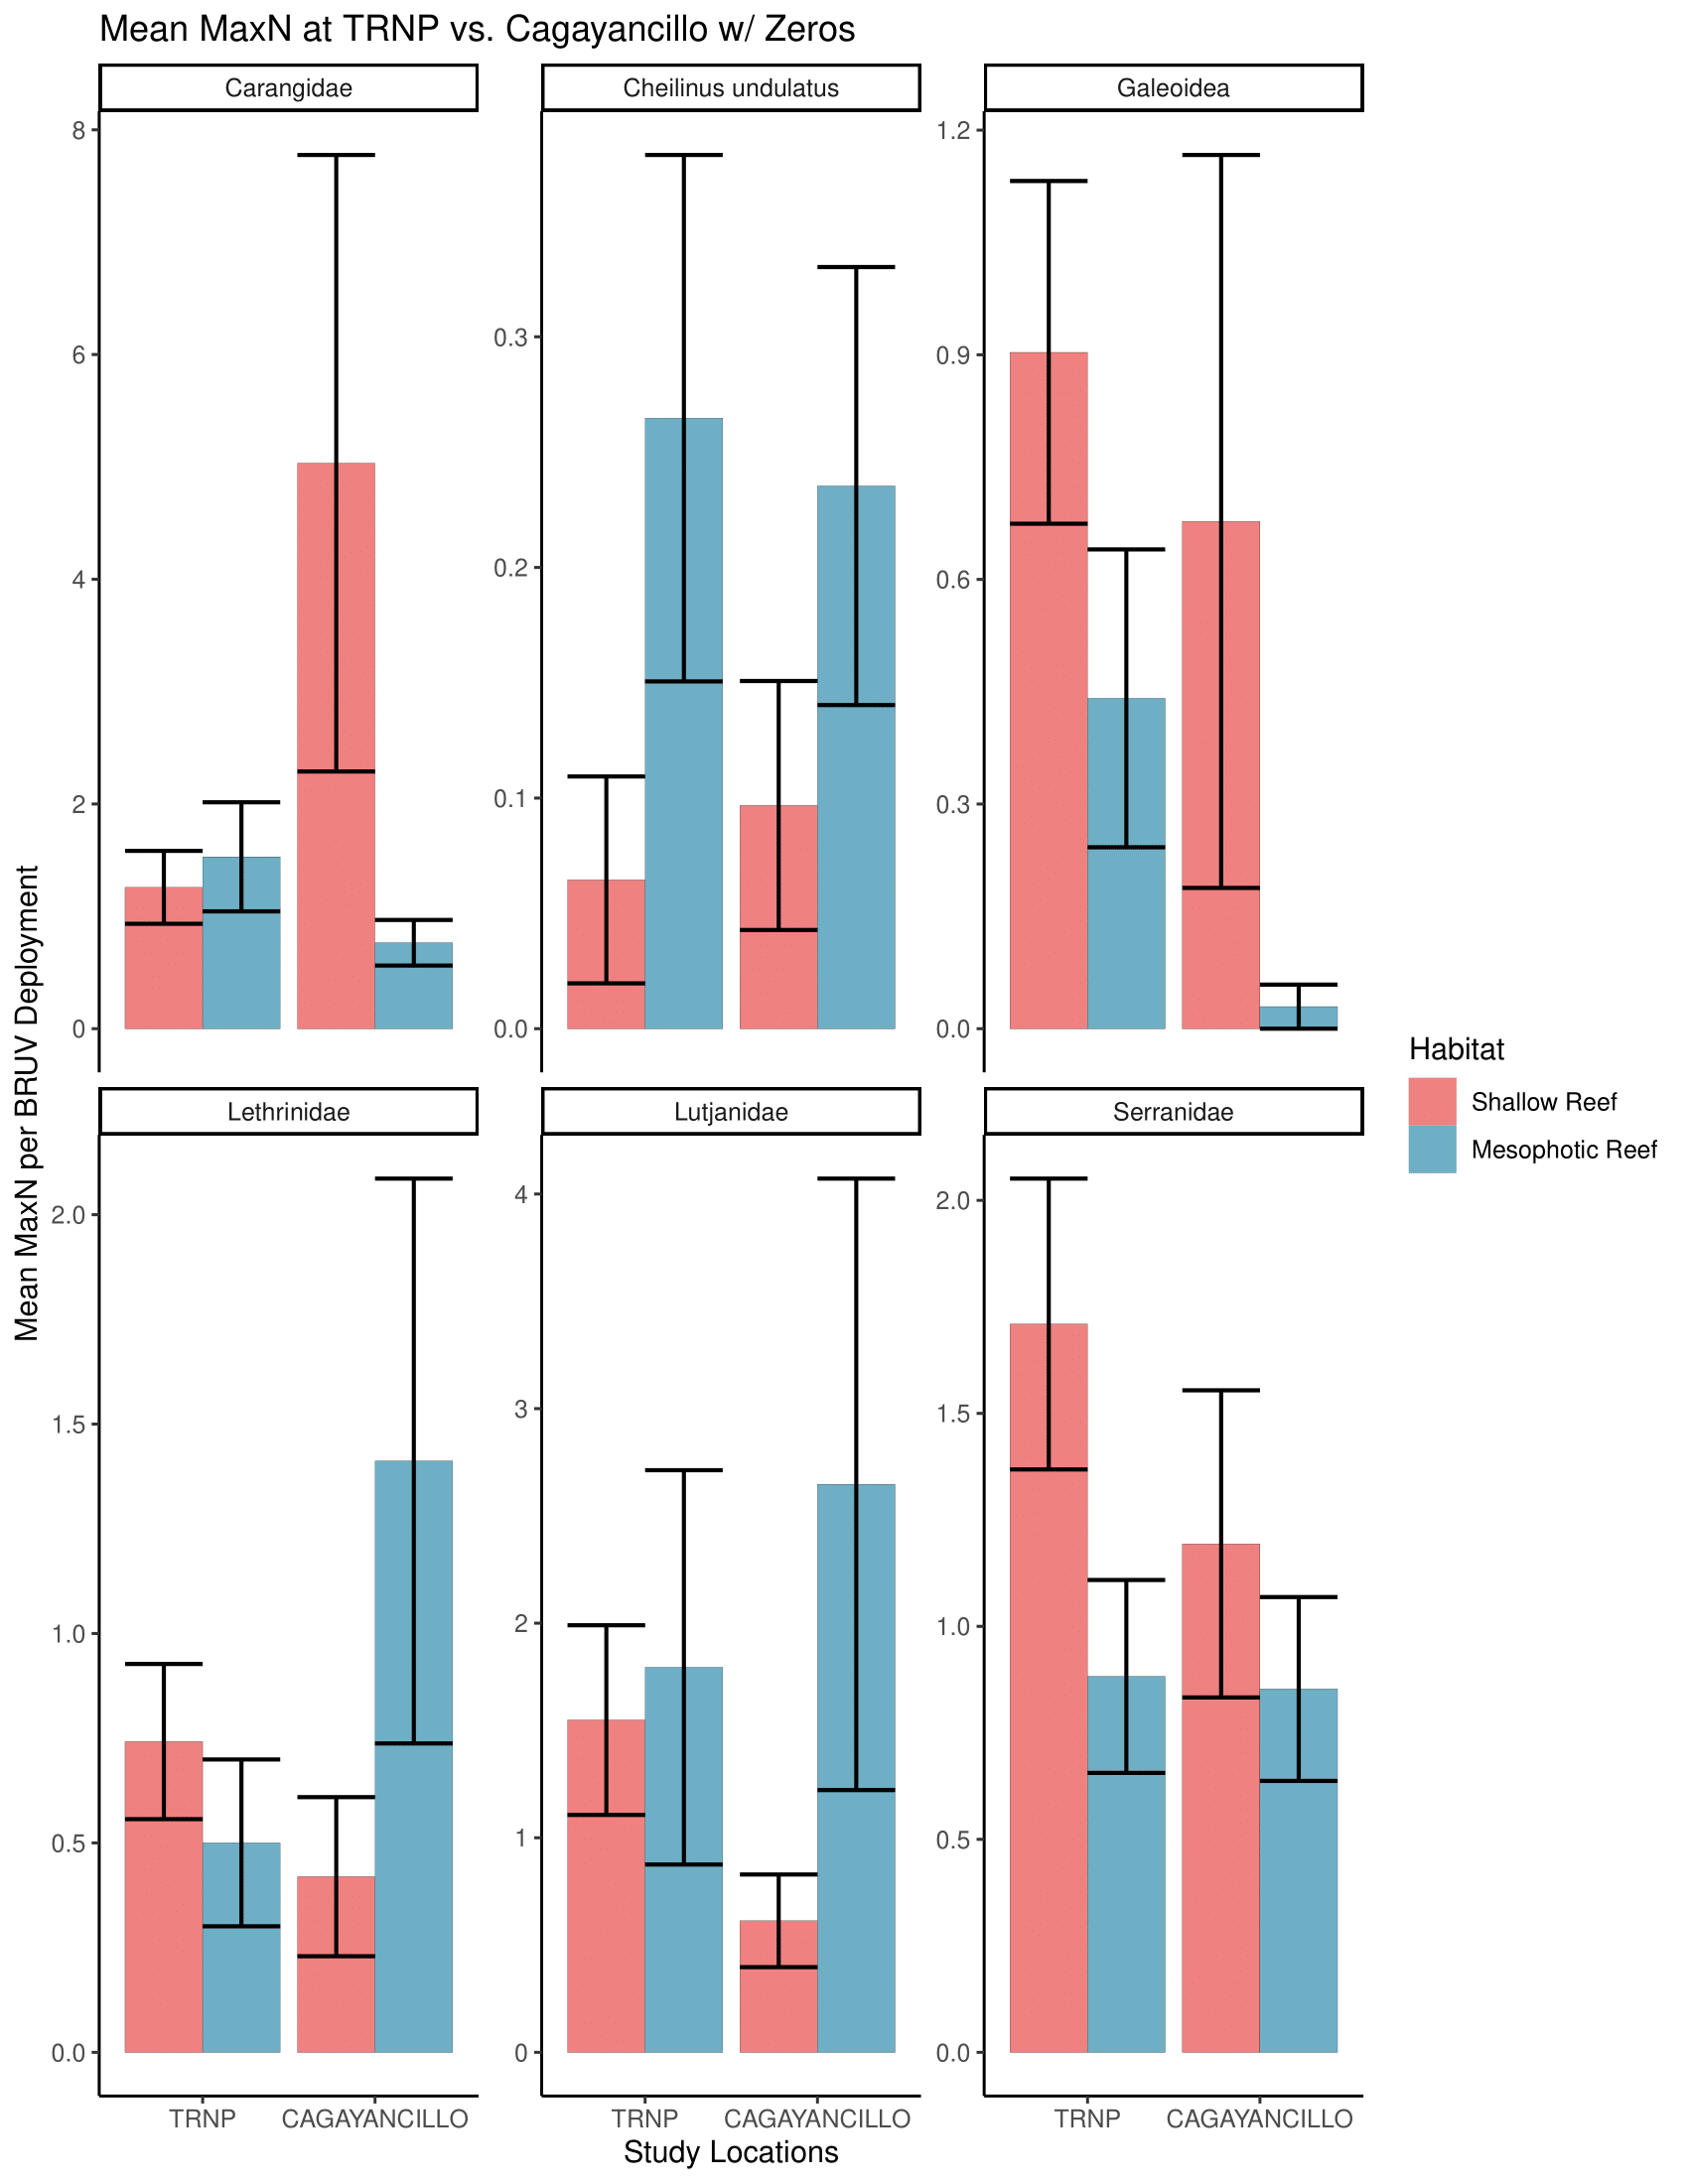 Mean MaxN at TRNP vs. Cagayancillo w/ Zeros
Carangidae
Cheilinus undulatus
Galeoidea
8
6
4
2
0
0.3
0.2
0.1
0.0
1.2
0.9
0.6
0.3
0.0
Mean MaxN per BRUV Deployment
Habitat
Shallow Reef
Mesophotic Reef
Lethrinidae
Lutjanidae
Serranidae
2.0
1.5
1.0
0.5
0.0
4
3
2
1
0
2.0
1.5
1.0
0.5
0.0
TRNP CAGAYANCILLO
TRNP CAGAYANCILLO
TRNP CAGAYANCILLO
Study Locations